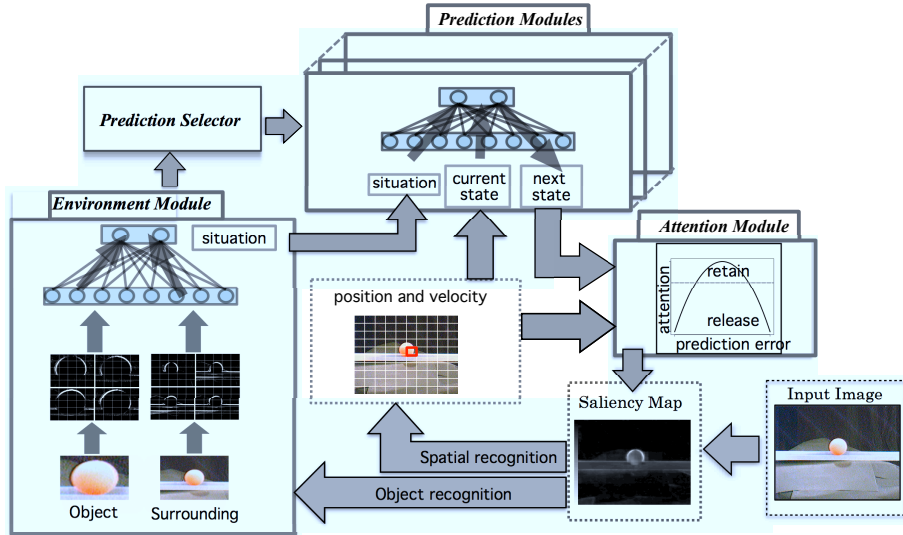 Prediction Modules
Prediction Selector
situation
current
state
next
state
Environment Module
situation
Attention Module
attention
retain
release
prediction error
position and velocity
Saliency Map
Input Image
Spatial recognition
Object recognition
Object
Surrounding